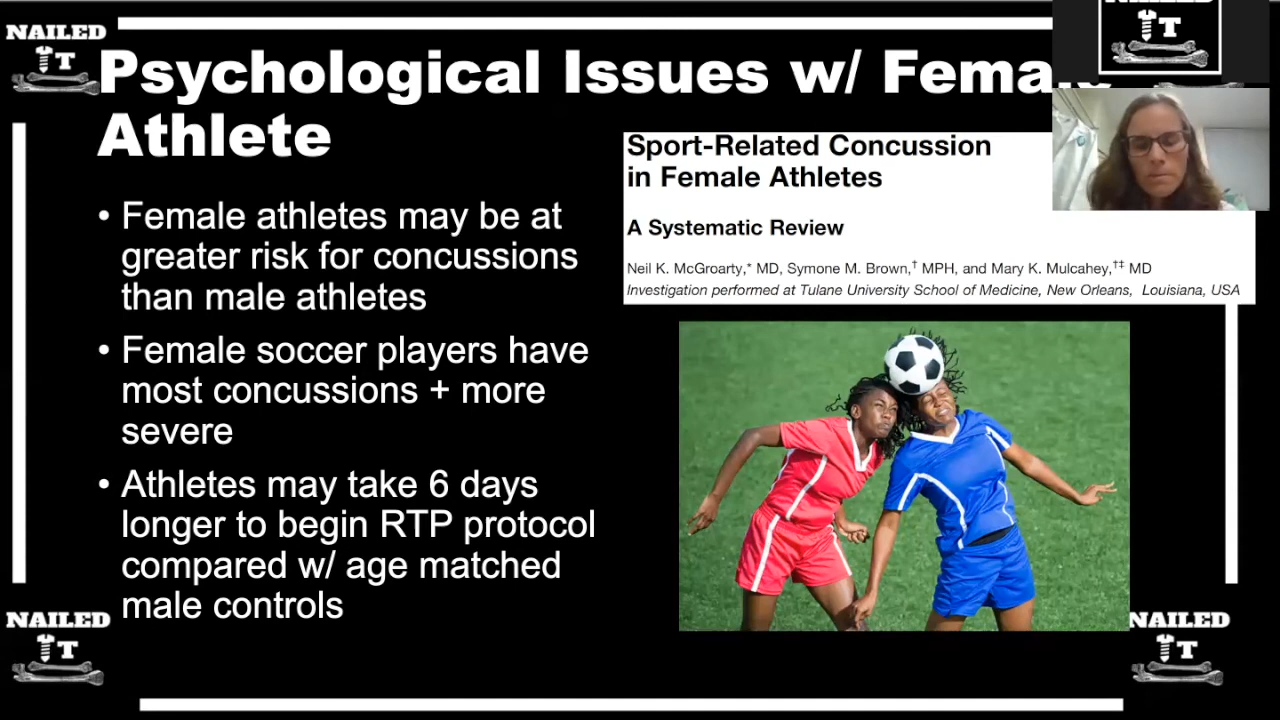 NAILED
IT
Psychological Issues w/ Female
Athlete
• Female athletes may be at
greater risk for concussions
than male athletes
• Female soccer players have
most concussions + more
severe
• Athletes may take 6 days
longer to begin RTP protocol
compared w/ age matched
male controls
Sport-Related Concussion
in Female Athletes
A Systematic Review
Neil K. McGroarty,* MD, Symone M. Brown,† MPH, and Mary K. Mulcahey,†‡ MD
Investigation performed at Tulane University School of Medicine, New Orleans, Louisiana, USA
IT
NAILED
IT
NAILED
IT